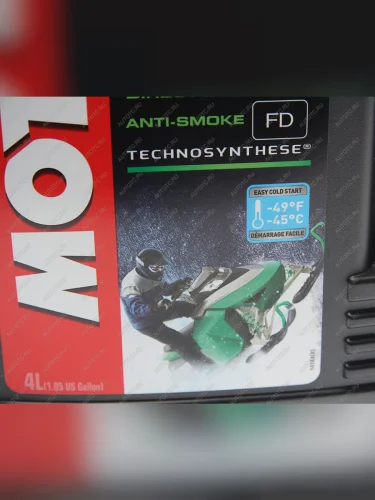 MOT
ANTI-SMOKE FD
TECHNOSYNTHESE®
EASY COLD START
-49°F
-45°C
DÉMARRAGE FACILE
4L(1.05 US Gallon)